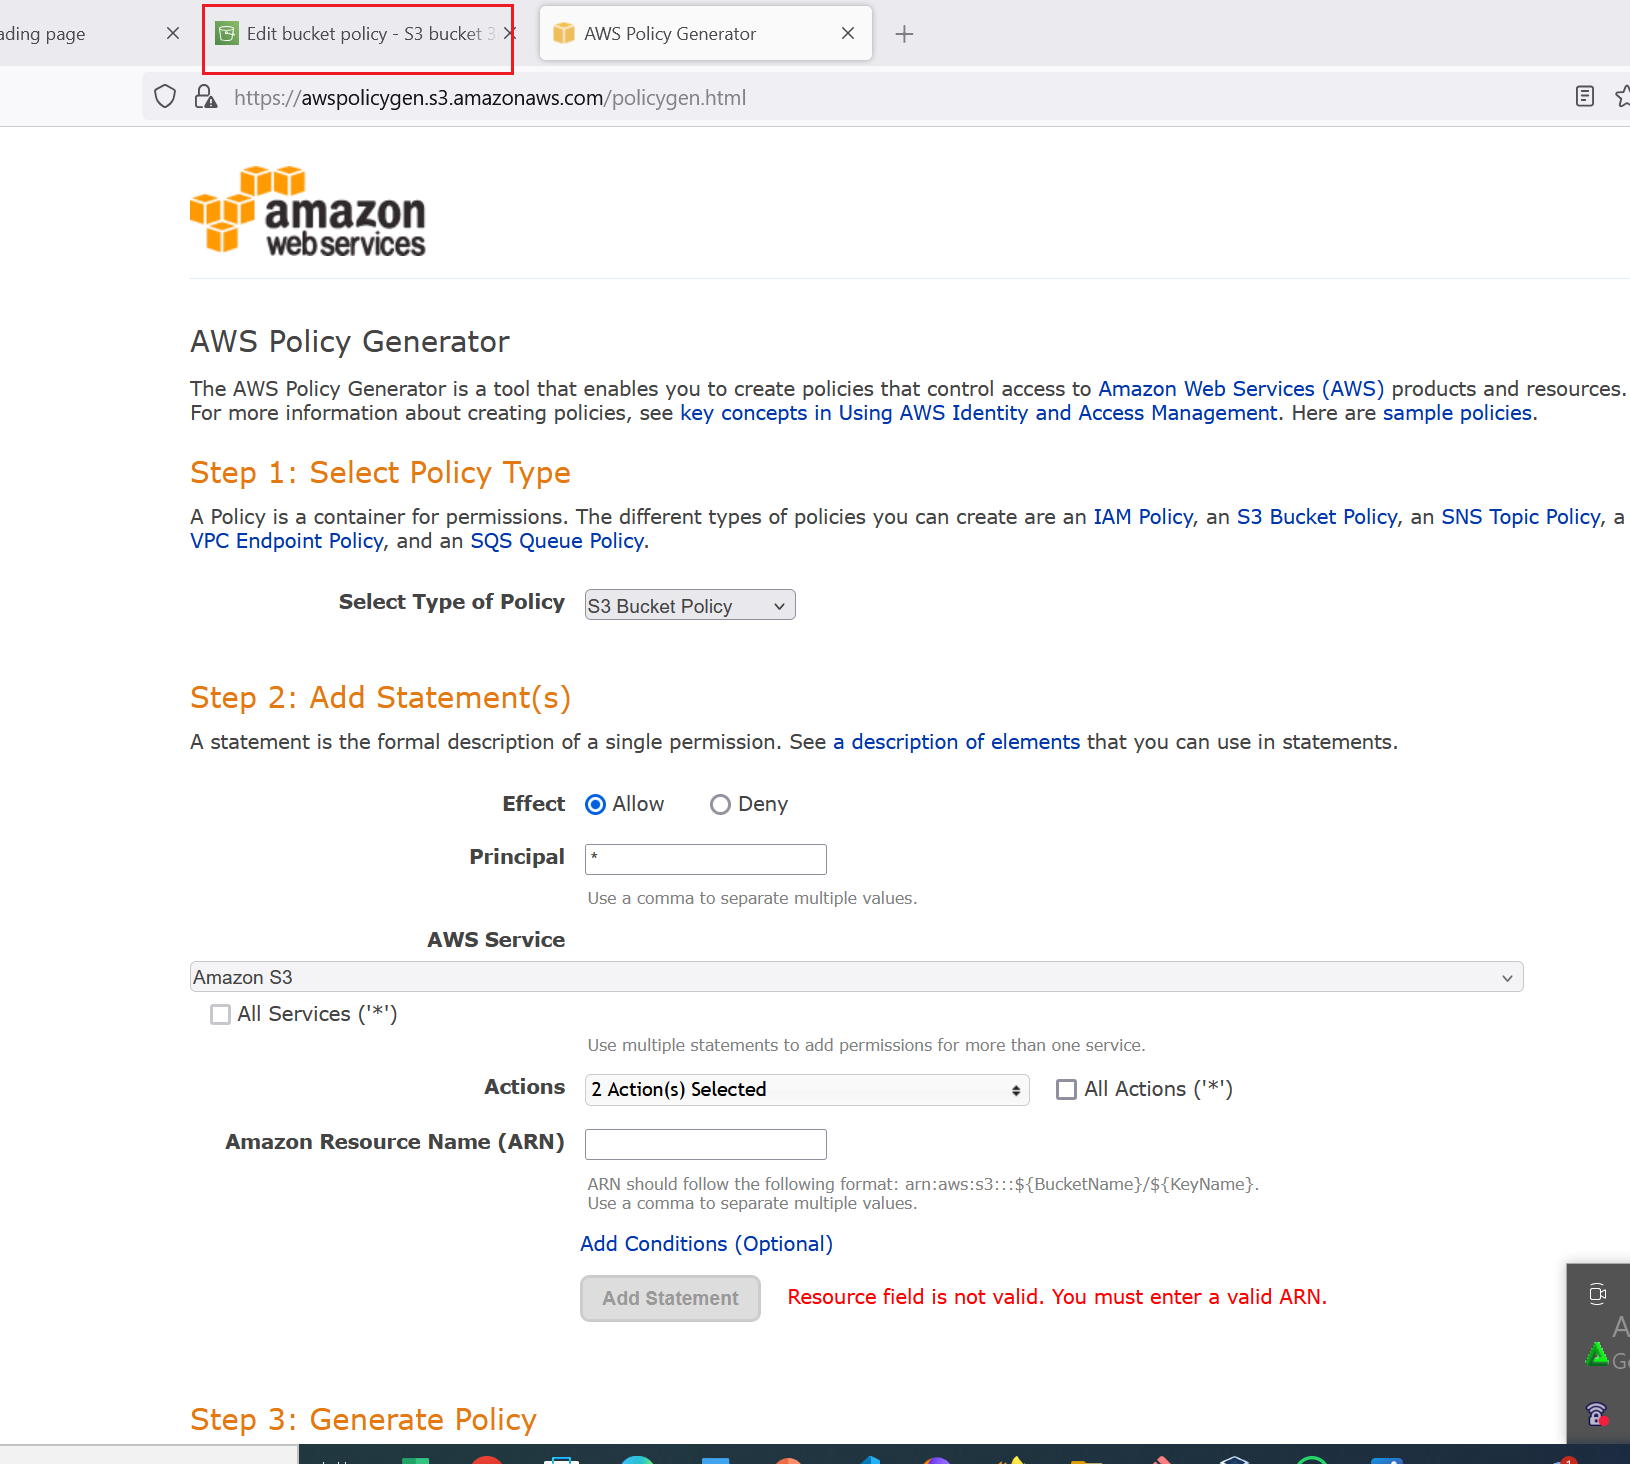 ading page
Edit bucket policy - S3 bucket 3
AWS Policy Generator
https://awspolicygen.s3.amazonaws.com/policygen.html
amazon
webservices
AWS Policy Generator
The AWS Policy Generator is a tool that enables you to create policies that control access to Amazon Web Services (AWS) products and resources.
For more information about creating policies, see key concepts in Using AWS Identity and Access Management. Here are sample policies.
Step 1: Select Policy Type
A Policy is a container for permissions. The different types of policies you can create are an IAM Policy, an S3 Bucket Policy, an SNS Topic Policy, a
VPC Endpoint Policy, and an SQS Queue Policy.
Select Type of Policy S3 Bucket Policy
Step 2: Add Statement(s)
A statement is the formal description of a single permission. See a description of elements that you can use in statements.
Effect Allow Deny
Principal *
Use a comma to separate multiple values.
AWS Service
Amazon S3
All Services ('*')
Use multiple statements to add permissions for more than one service.
Actions 2 Action(s) Selected All Actions ('*')
Amazon Resource Name (ARN)
ARN should follow the following format: arn:aws:s3:::${BucketName}/${KeyName}.
Use a comma to separate multiple values.
Add Conditions (Optional)
Add Statement Resource field is not valid. You must enter a valid ARN.
A
Step 3: Generate Policy